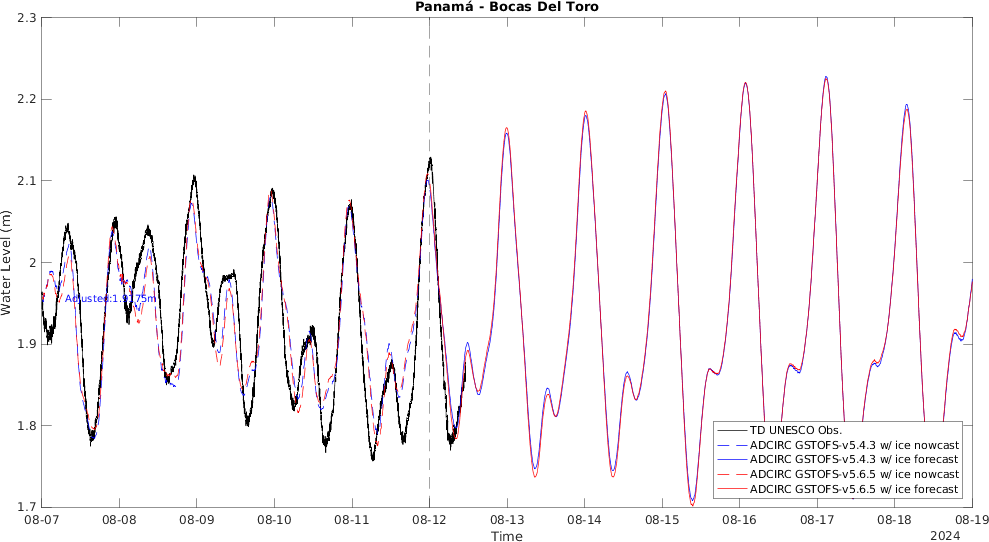 Panamá - Bocas Del Toro
Water Level (m)
2.3
2.2
2.1
2
1.9
1.8
1.7
Adjusted:1.9175m
TD UNESCO Obs.
ADCIRC GSTOFS-v5.4.3 w/ ice nowcast
ADCIRC GSTOFS-v5.4.3 w/ ice forecast
ADCIRC GSTOFS-v5.6.5 w/ ice nowcast
ADCIRC GSTOFS-v5.6.5 w/ ice forecast
08-07 08-08 08-09 08-10 08-11 08-12 08-13 08-14 08-15 08-16 08-17 08-18 08-19
Time
2024